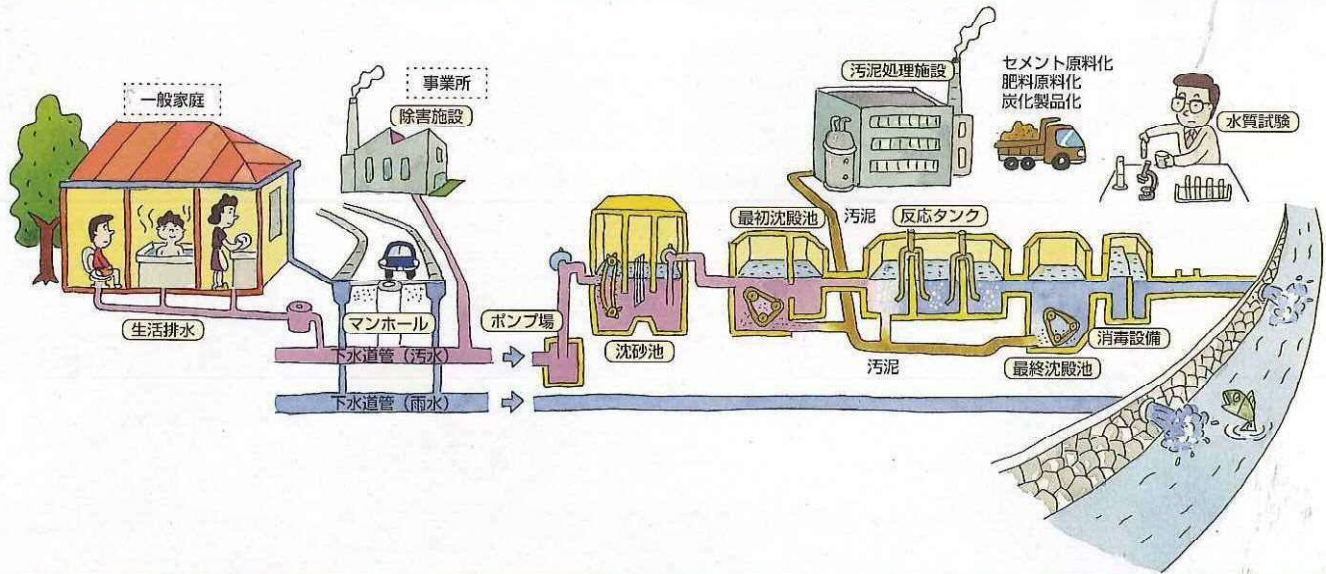 一般家庭
事業所
除害施設
汚泥処理施設
セメント原料化
肥料原料化
炭化製品化
水質試験
最初沈殿池
汚泥
反応タンク
生活排水
マンホール
ポンプ場
沈砂池
下水道管（汚水）
汚泥
最終沈殿池
消毒設備
下水道管（雨水）